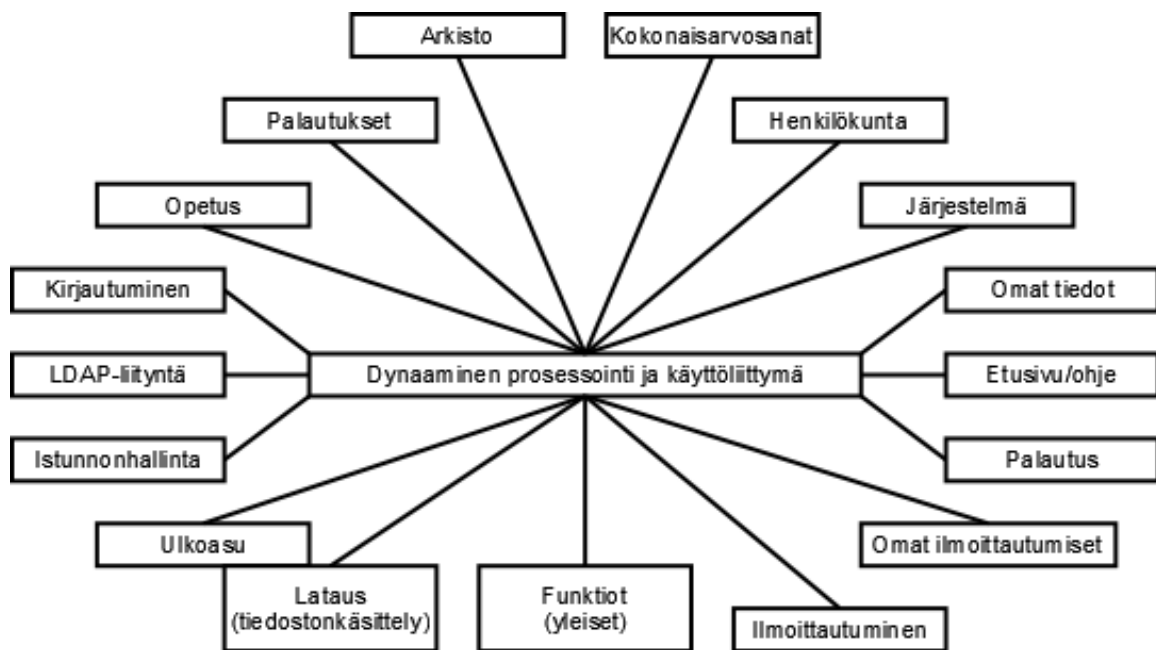 Arkisto
Kokonaisarvosanat
Palautukset
Henkilökunta
Opetus
Järjestelmä
Kirjautuminen
Omat tiedot
LDAP-liityntä
Dynaaminen prosessointi ja käyttöliittymä
Etusivu/ohje
Istunnonhallinta
Palautus
Ulkoasu
Omat ilmoittautumiset
Lataus
(tiedostonkäsittely)
Funktiot
(yleiset)
Ilmoittautuminen